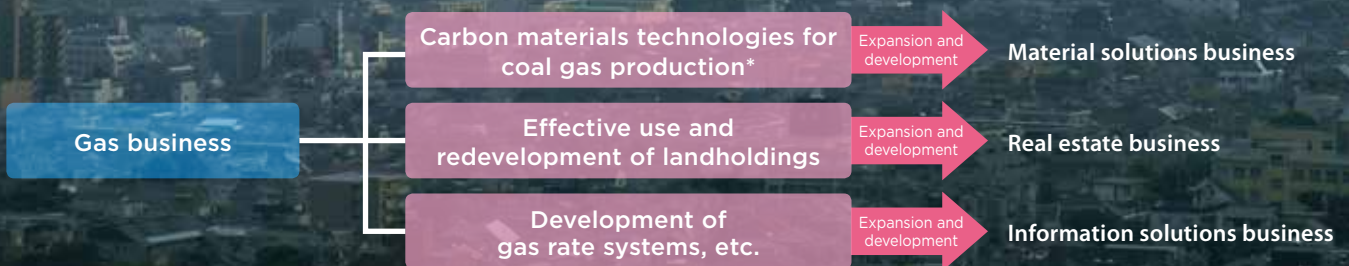 Gas business
Carbon materials technologies for
coal gas production*
Expansion and
development
Material solutions business
Effective use and
redevelopment of landholdings
Expansion and
development
Real estate business
Development of
gas rate systems, etc.
Expansion and
development
Information solutions business